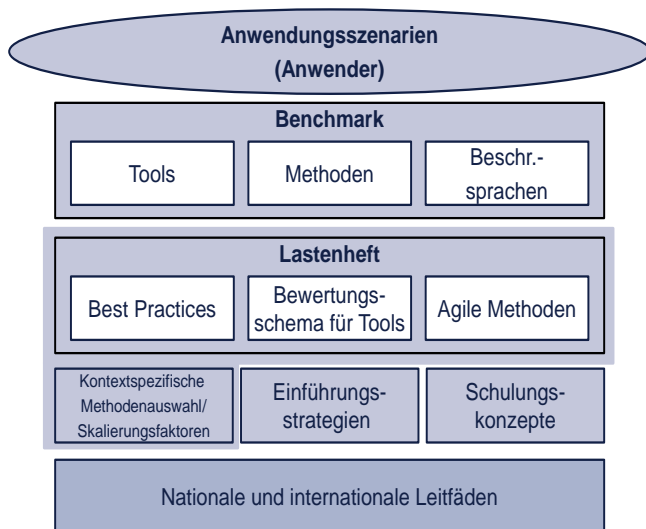 Anwendungsszenarien
(Anwender)
Benchmark
Tools
Methoden
Beschr.-
sprachen
Lastenheft
Best Practices
Bewertungs-
schema für Tools
Agile Methoden
Kontextspezifische
Methodenauswahl/
Skalierungsfaktoren
Einführungs-
strategien
Schulungs-
konzepte
Nationale und internationale Leitfäden